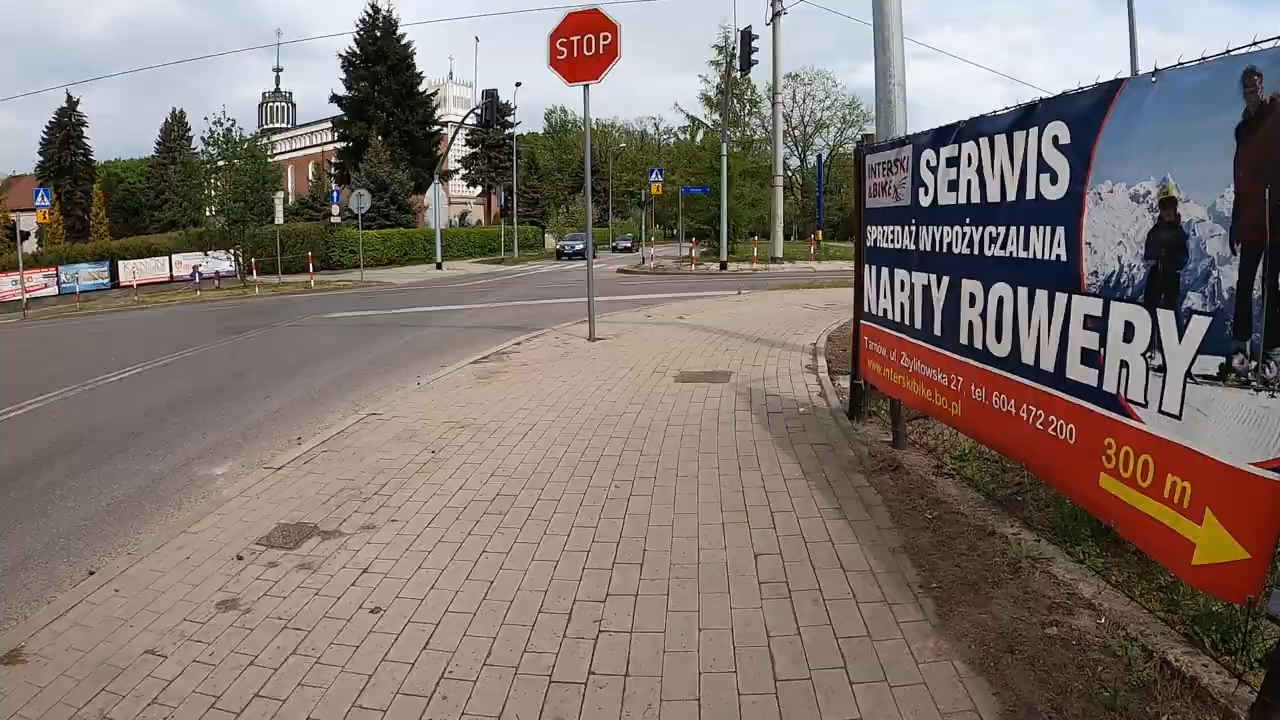 STOP
INTERSKI
&BIKE
SERWIS
SPRZEDAŻ WYPOŻYCZALNIA
NARTY ROWERY
Tarnów, ul. Zbylitowska 27, tel. 604 472 200
www.interskibike.bo.pl
300 m